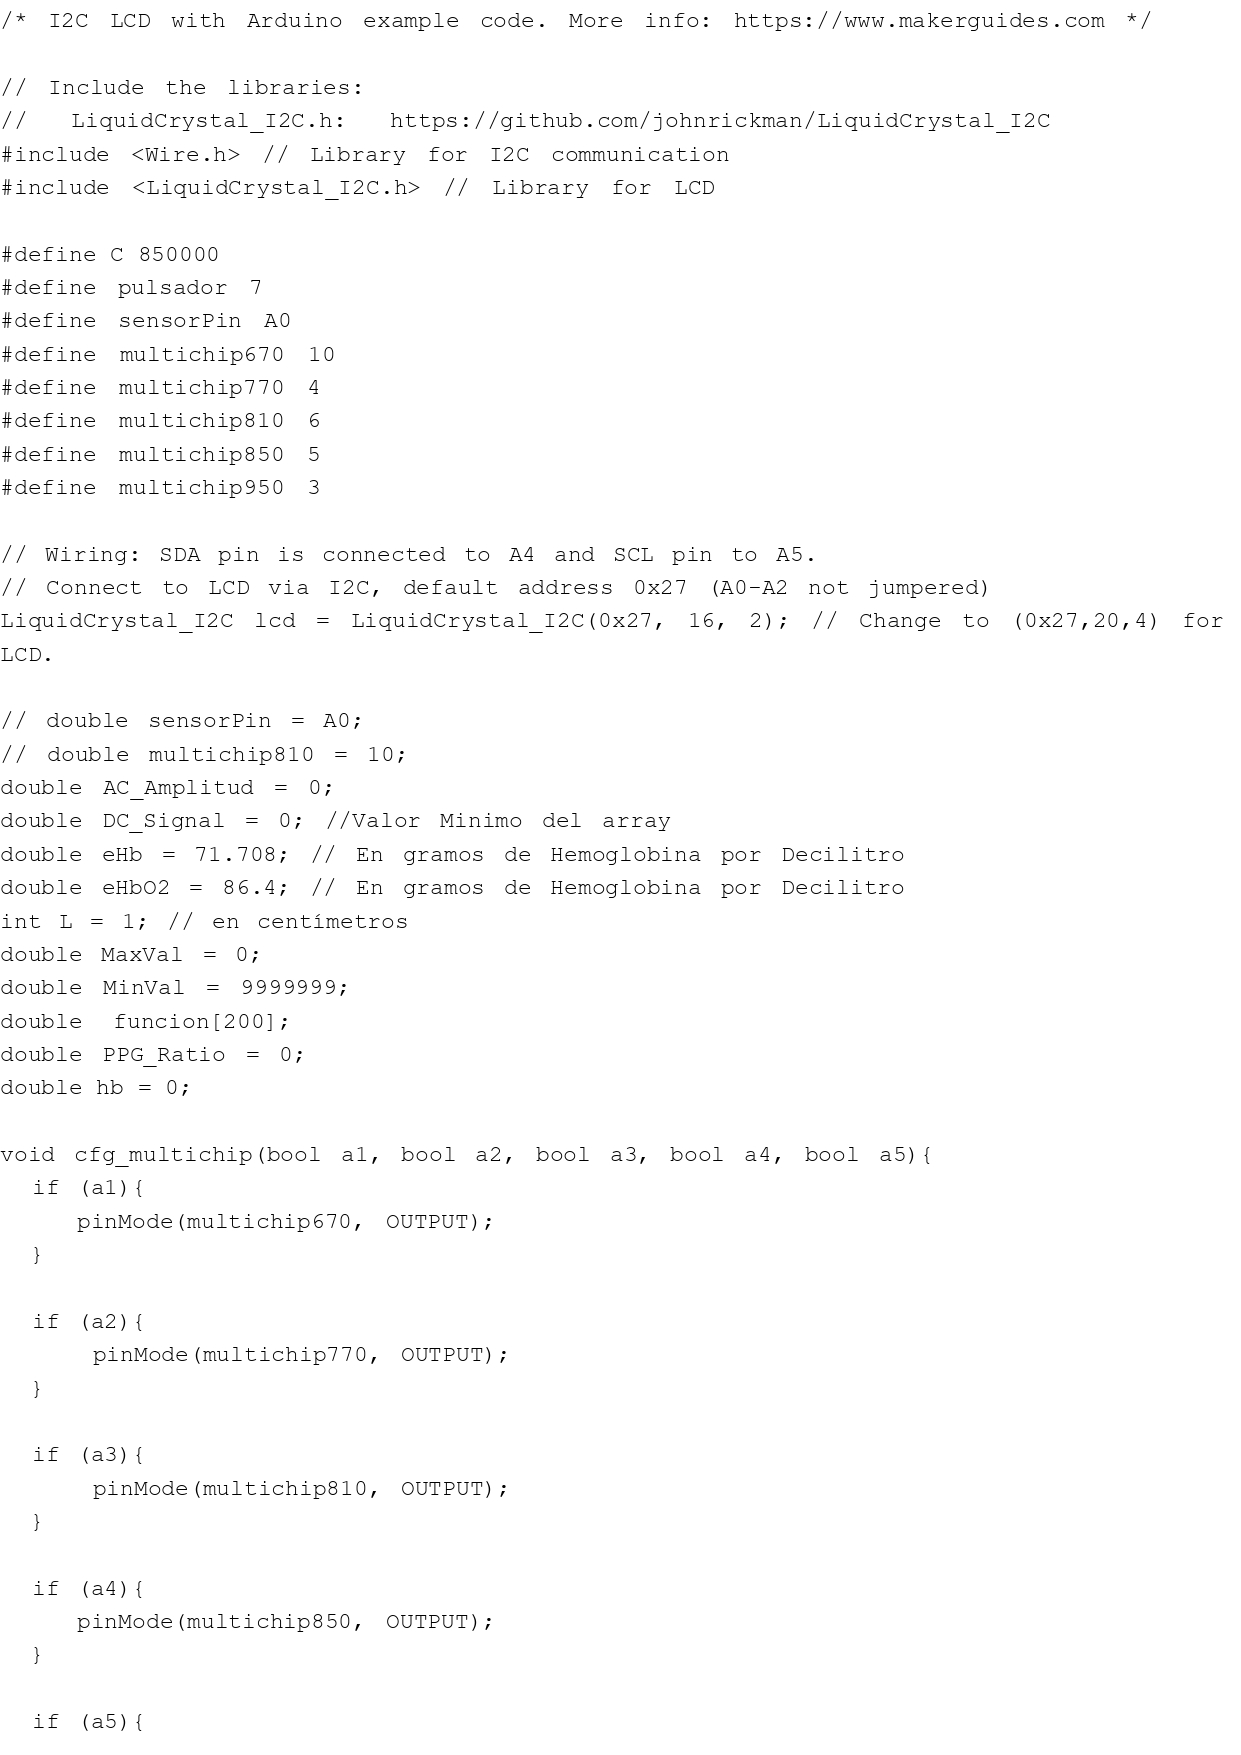 /* I2C LCD with Arduino example code. More info: https://www.makerguides.com */
// Include the libraries:
// LiquidCrystal_I2C.h: https://github.com/johnrickman/LiquidCrystal_I2C
#include <Wire.h> // Library for I2C communication
#include <LiquidCrystal_I2C.h> // Library for LCD
#define C 850000
#define pulsador 7
#define sensorPin A0
#define multichip670 10
#define multichip770 4
#define multichip810 6
#define multichip850 5
#define multichip950 3
// Wiring: SDA pin is connected to A4 and SCL pin to A5.
// Connect to LCD via I2C, default address 0x27 (A0-A2 not jumpered)
LiquidCrystal_I2C lcd = LiquidCrystal_I2C(0x27, 16, 2); // Change to (0x27,20,4) for
LCD.
// double sensorPin = A0;
// double multichip810 = 10;
double AC_Amplitud = 0;
double DC_Signal = 0; //Valor Minimo del array
double eHb = 71.708; // En gramos de Hemoglobina por Decilitro
double eHbO2 = 86.4; // En gramos de Hemoglobina por Decilitro
int L = 1; // en centímetros
double MaxVal = 0;
double MinVal = 9999999;
double funcion[200];
double PPG_Ratio = 0;
double hb = 0;
void cfg_multichip(bool a1, bool a2, bool a3, bool a4, bool a5){
if (a1){
pinMode(multichip670, OUTPUT);
}
if (a2){
pinMode(multichip770, OUTPUT);
}
if (a3){
pinMode(multichip810, OUTPUT);
}
if (a4){
pinMode(multichip850, OUTPUT);
}
if (a5){